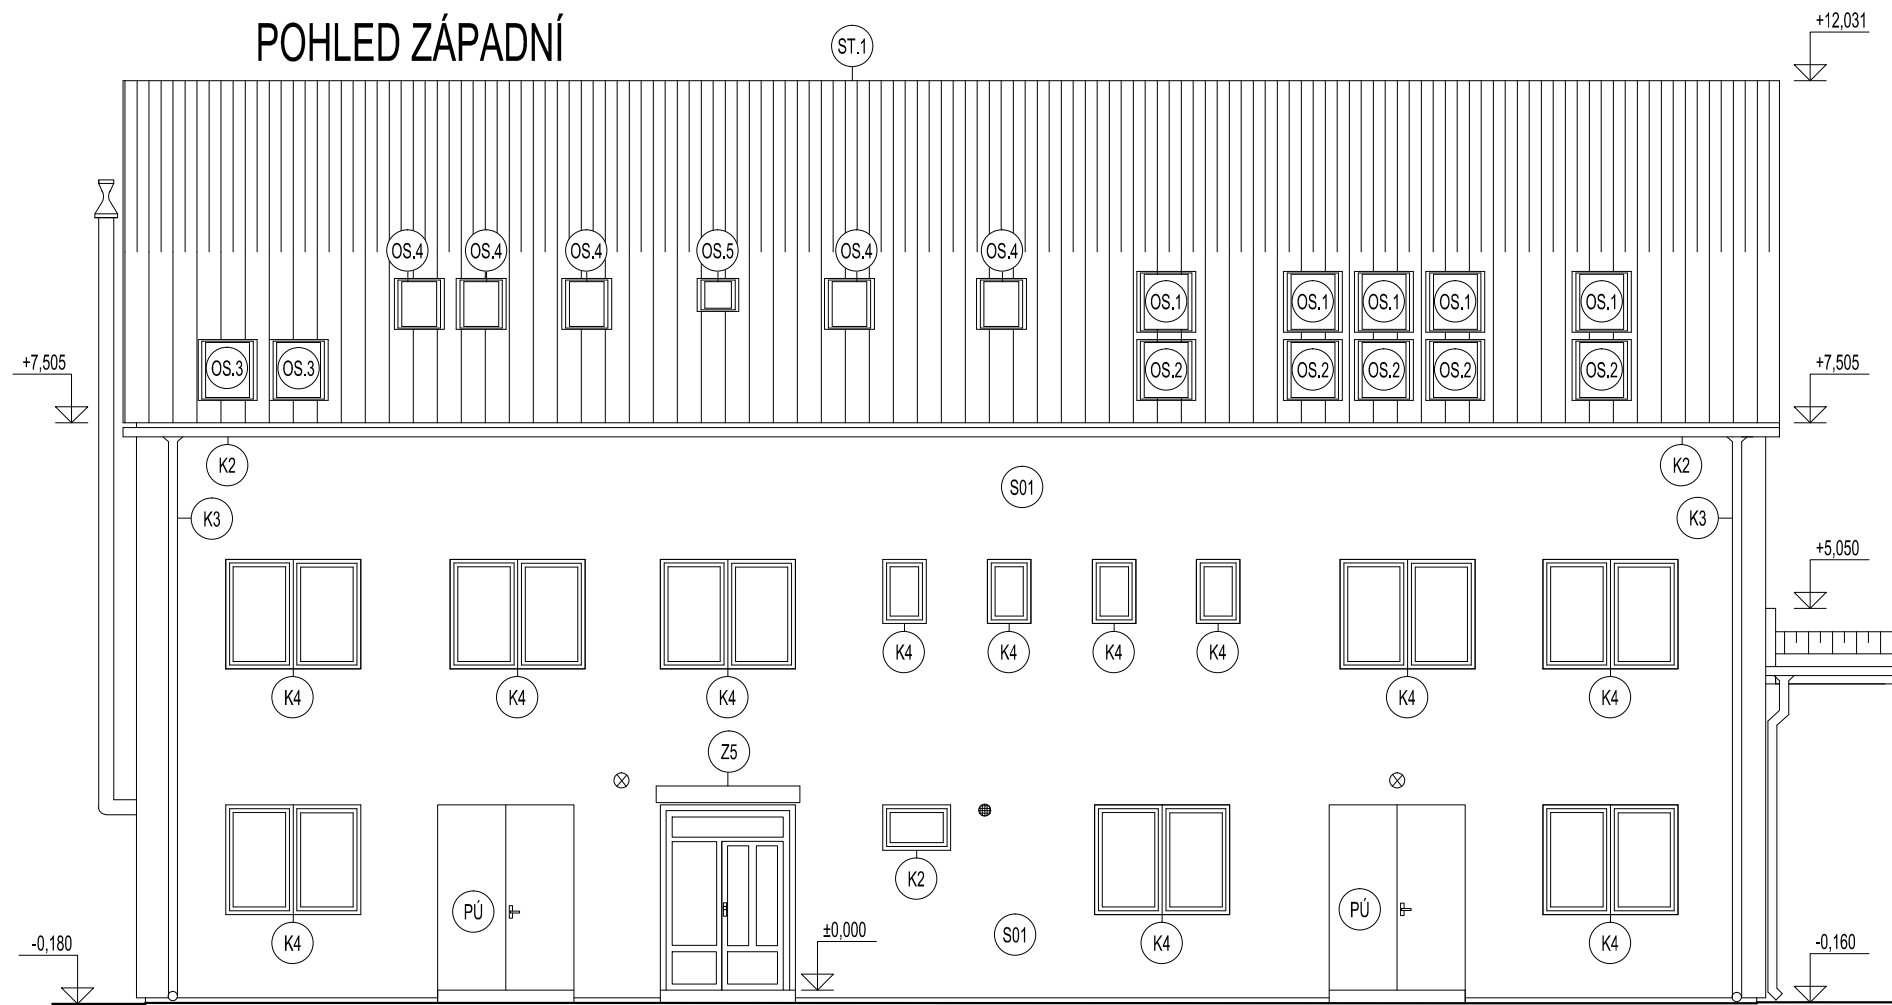 POHLED ZÁPADNÍ
ST.1
+12,031
OS.4 OS.4 OS.4 OS.5 OS.4 OS.4
OS.1 OS.1 OS.1 OS.1 OS.1
+7,505 OS.3 OS.3 OS.2 OS.2 OS.2 OS.2 OS.2 +7,505
K2 S01 K2
K3 K3
+5,050
K4 K4 K4 K4
K4 K4 K4 K4 K4
Z5
K2
PÚ PÚ
-0,180 K4 ±0,000 S01 K4 K4 -0,160